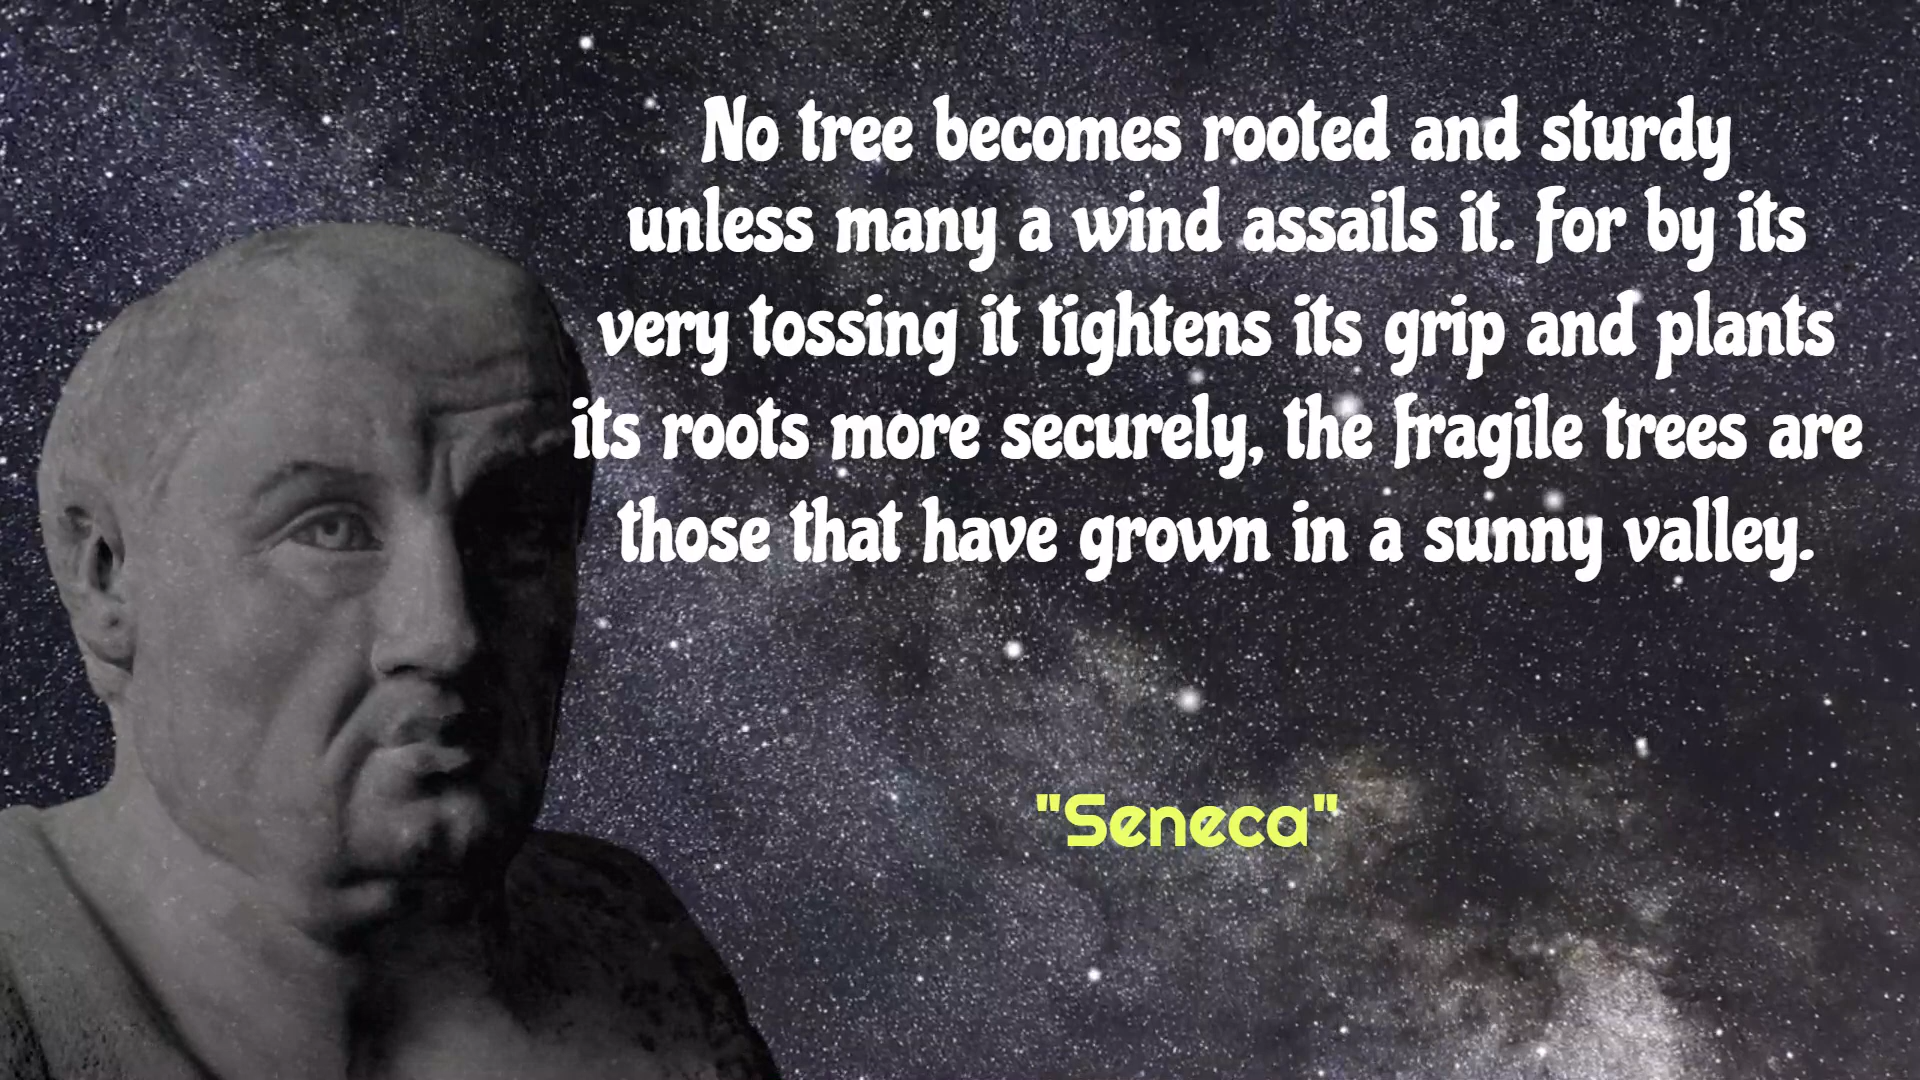 No tree becomes rooted and sturdy
unless many a wind assails it. For by its
very tossing it tightens its grip and plants
its roots more securely, the fragile trees are
those that have grown in a sunny valley.
"Seneca"